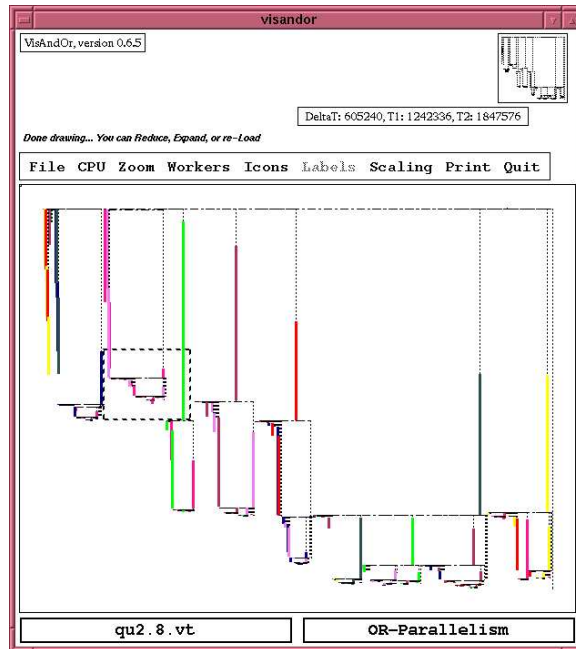 visandor
VisAndOr, version 0.6.5
DeltaT: 605240, T1: 1242336, T2: 1847576
Done drawing... You can Reduce, Expand, or re-Load
File CPU Zoom Workers Icons Labels Scaling Print Quit
qu2.8.vt
OR-Parallelism